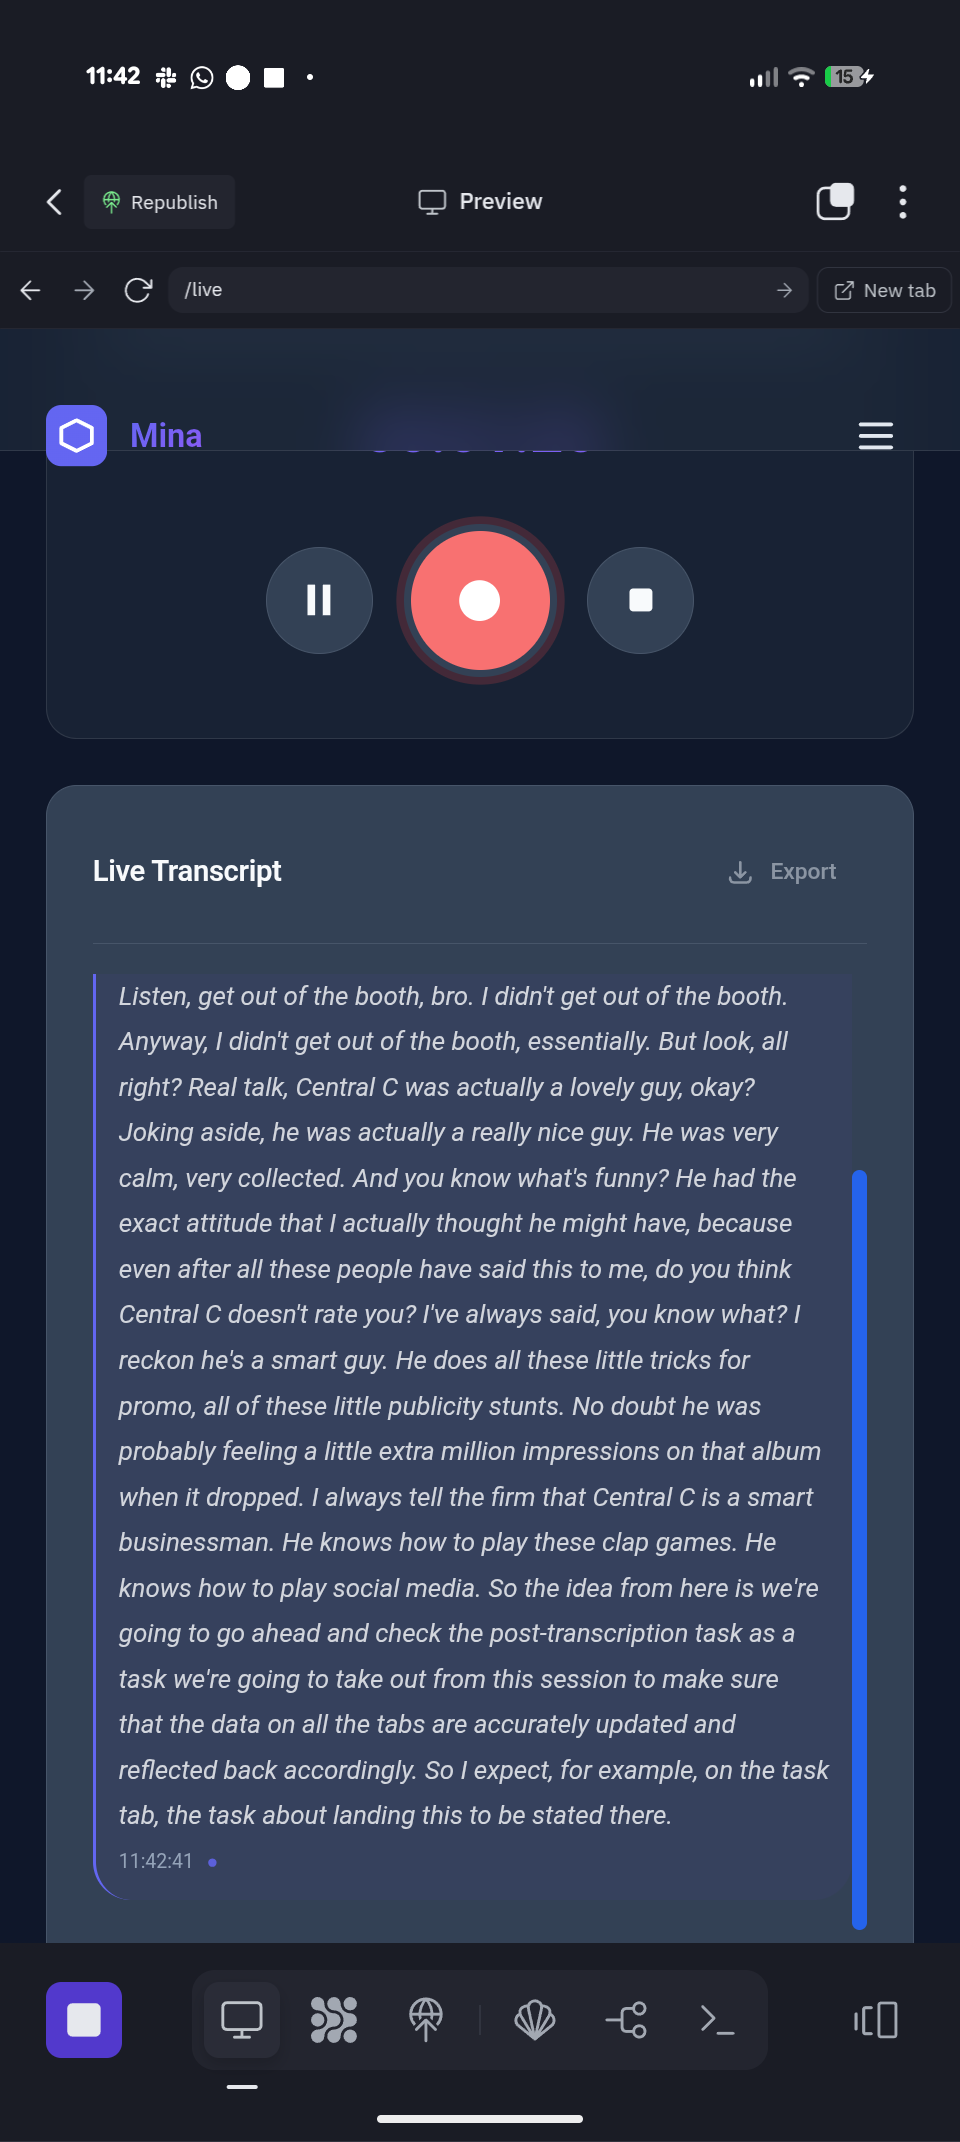 11:42
15
Republish
Preview
/live
New tab
Mina
Live Transcript
Export
Listen, get out of the booth, bro. I didn't get out of the booth.
Anyway, I didn't get out of the booth, essentially. But look, all
right? Real talk, Central C was actually a lovely guy, okay?
Joking aside, he was actually a really nice guy. He was very
calm, very collected. And you know what's funny? He had the
exact attitude that I actually thought he might have, because
even after all these people have said this to me, do you think
Central C doesn't rate you? I've always said, you know what? I
reckon he's a smart guy. He does all these little tricks for
promo, all of these little publicity stunts. No doubt he was
probably feeling a little extra million impressions on that album
when it dropped. I always tell the firm that Central C is a smart
businessman. He knows how to play these clap games. He
knows how to play social media. So the idea from here is we're
going to go ahead and check the post-transcription task as a
task we're going to take out from this session to make sure
that the data on all the tabs are accurately updated and
reflected back accordingly. So I expect, for example, on the task
tab, the task about landing this to be stated there.
11:42:41